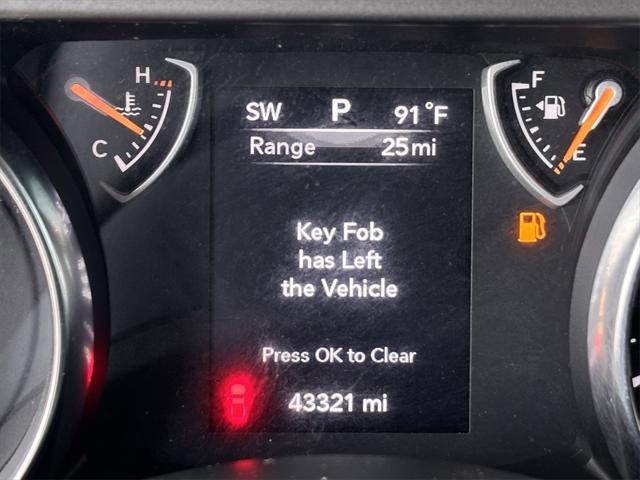 H
C
SW P 91°F
Range 25 mi
F
E
Key Fob
has Left
the Vehicle
Press OK to Clear
43321 mi